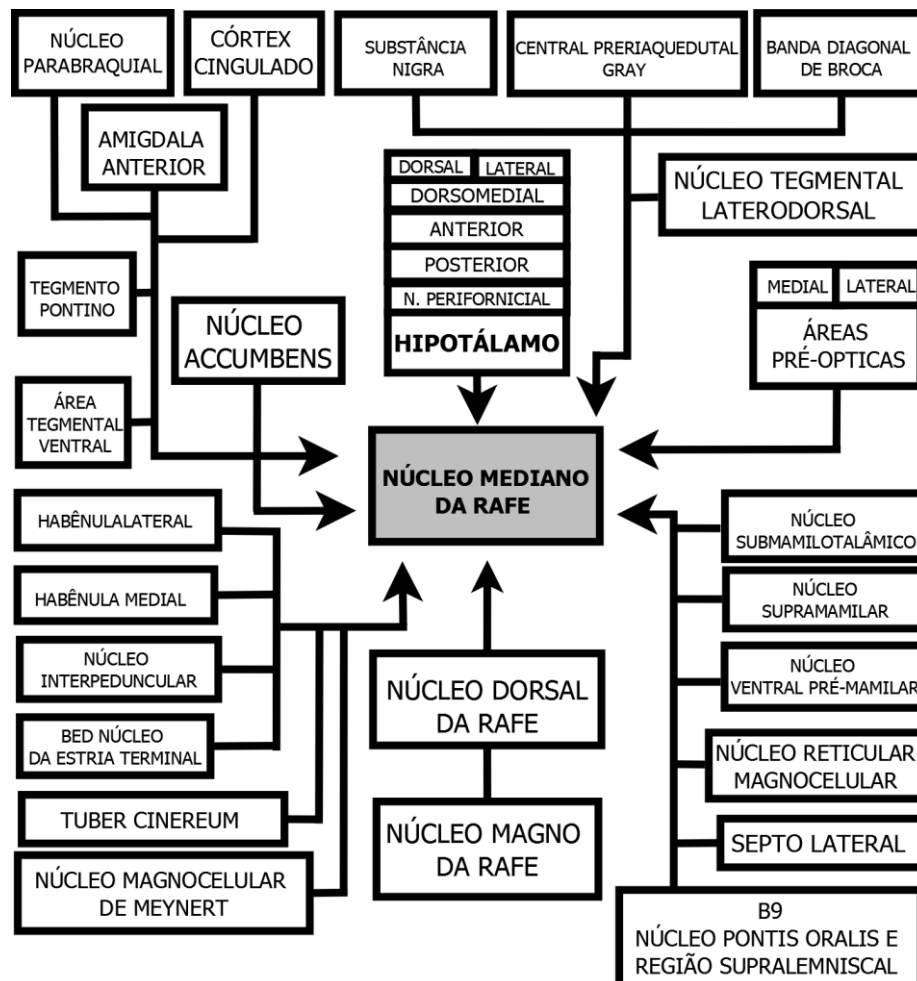 NÚCLEO
PARABRAQUIAL
CÓRTEX
CINGULADO
SUBSTÂNCIA
NIGRA
CENTRAL PRERIAQUEDUTAL
GRAY
BANDA DIAGONAL
DE BROCA
AMIGDALA
ANTERIOR
DORSAL
LATERAL
DORSOMEDIAL
ANTERIOR
POSTERIOR
N. PERIFORNICIAL
HIPOTÁLAMO
NÚCLEO TEGMENTAL
LATERODORSAL
TEGMENTO
PONTINO
NÚCLEO
ACCUMBENS
MEDIAL
LATERAL
ÁREAS
PRÉ-OPTICAS
ÁREA
TEGMENTAL
VENTRAL
NÚCLEO MEDIANO
DA RAFE
HABÊNULALATERAL
HABÊNULA MEDIAL
NÚCLEO
INTERPEDUNCULAR
BED NÚCLEO
DA ESTRIA TERMINAL
TUBER CINEREUM
NÚCLEO MAGNOCELULAR
DE MEYNERT
NÚCLEO DORSAL
DA RAFE
NÚCLEO MAGNO
DA RAFE
NÚCLEO
SUBMAMILOTALÂMICO
NÚCLEO
SUPRAMAMILAR
NÚCLEO
VENTRAL PRÉ-MAMILAR
NÚCLEO RETICULAR
MAGNOCELULAR
SEPTO LATERAL
B9
NÚCLEO PONTIS ORALIS E
REGIÃO SUPRALEMNISCAL